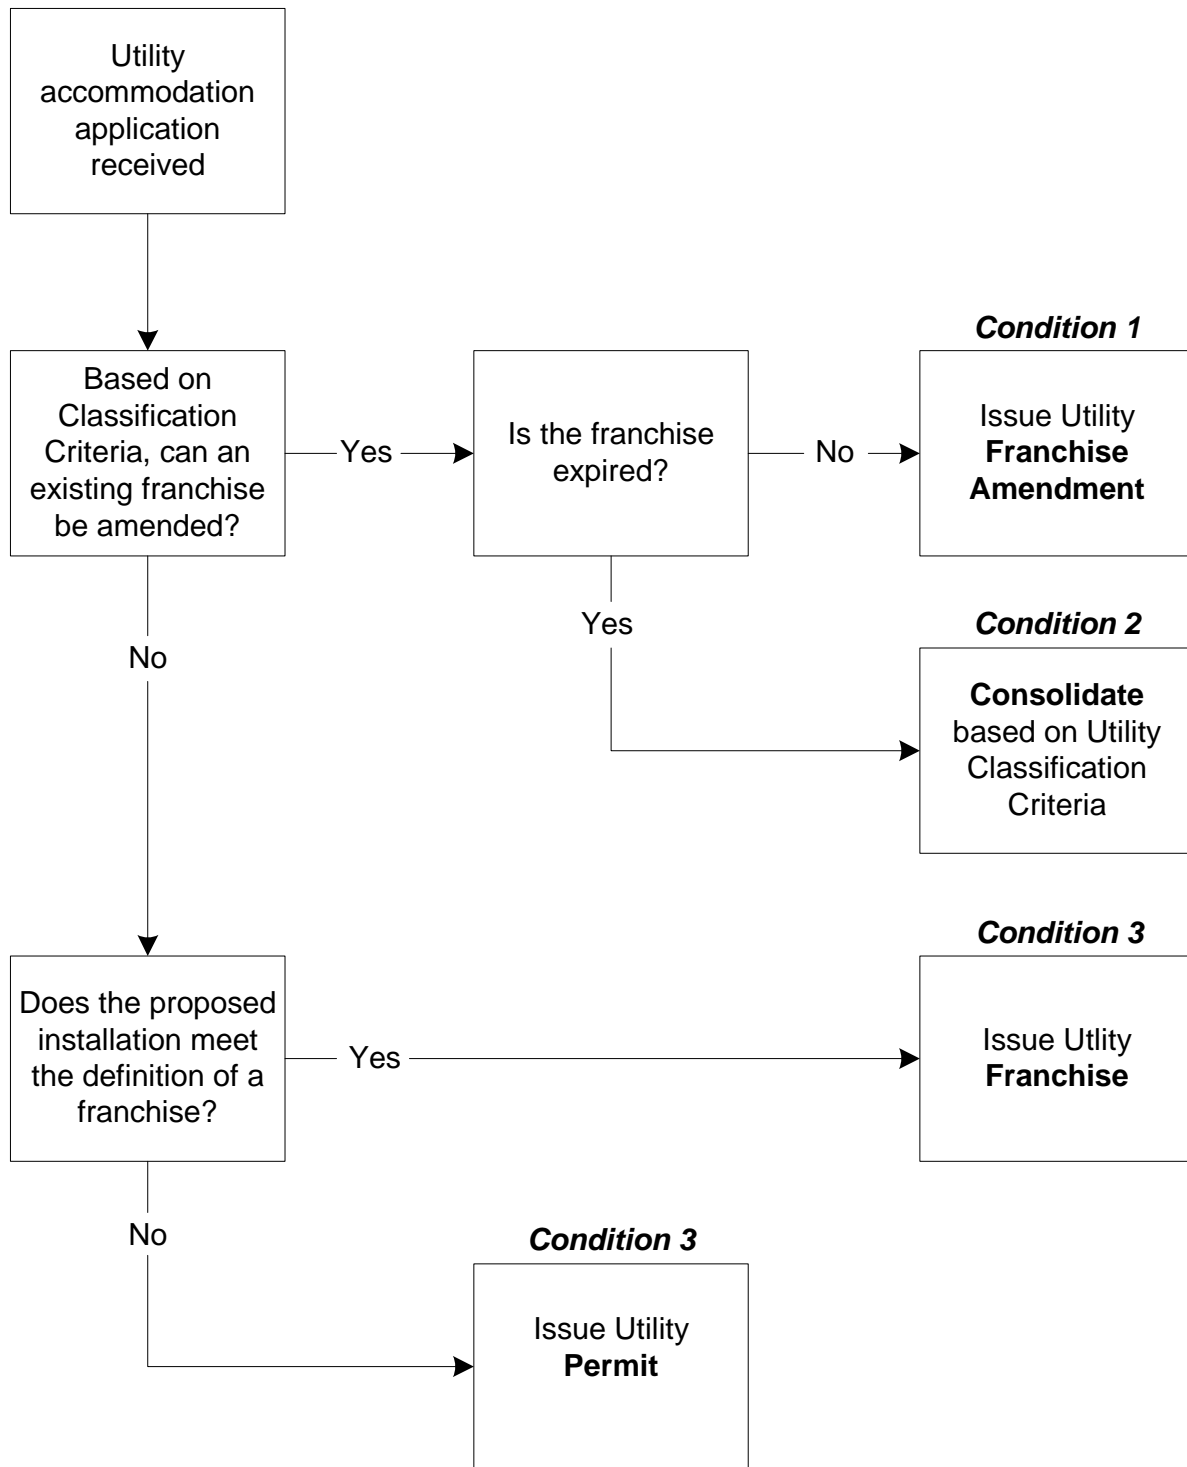 Utility
accommodation
application
received
Based on
Classification
Criteria, can an
existing franchise
be amended?
Yes
Is the franchise
expired?
No
Condition 1
Issue Utility
Franchise
Amendment
Yes
Condition 2
Consolidate
based on Utility
Classification
Criteria
No
Does the proposed
installation meet
the definition of a
franchise?
Yes
Condition 3
Issue Utlity
Franchise
No
Condition 3
Issue Utility
Permit